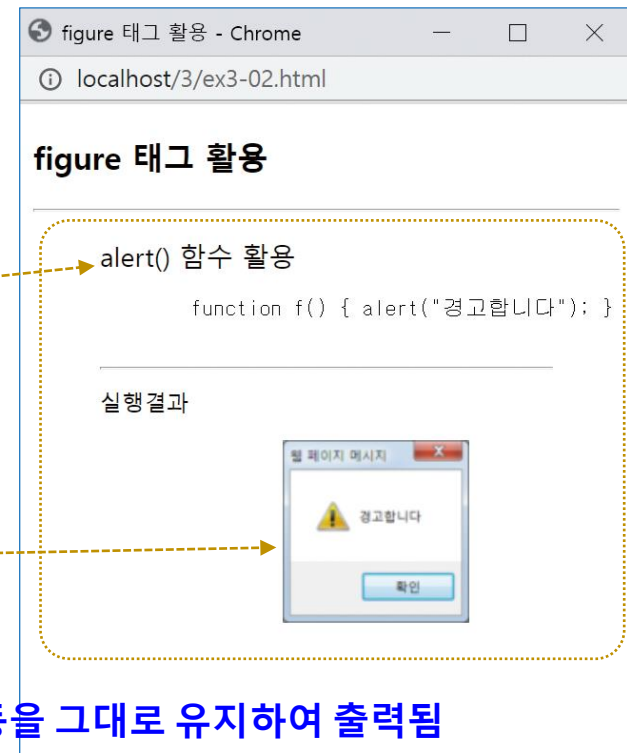 figure 태그 활용 - Chrome
localhost/3/ex3-02.html
figure 태그 활용
alert() 함수 활용
function f() { alert("경고합니다"); }
실행결과
웹 페이지 메시지
경고합니다
확인
등을 그대로 유지하여 출력됨